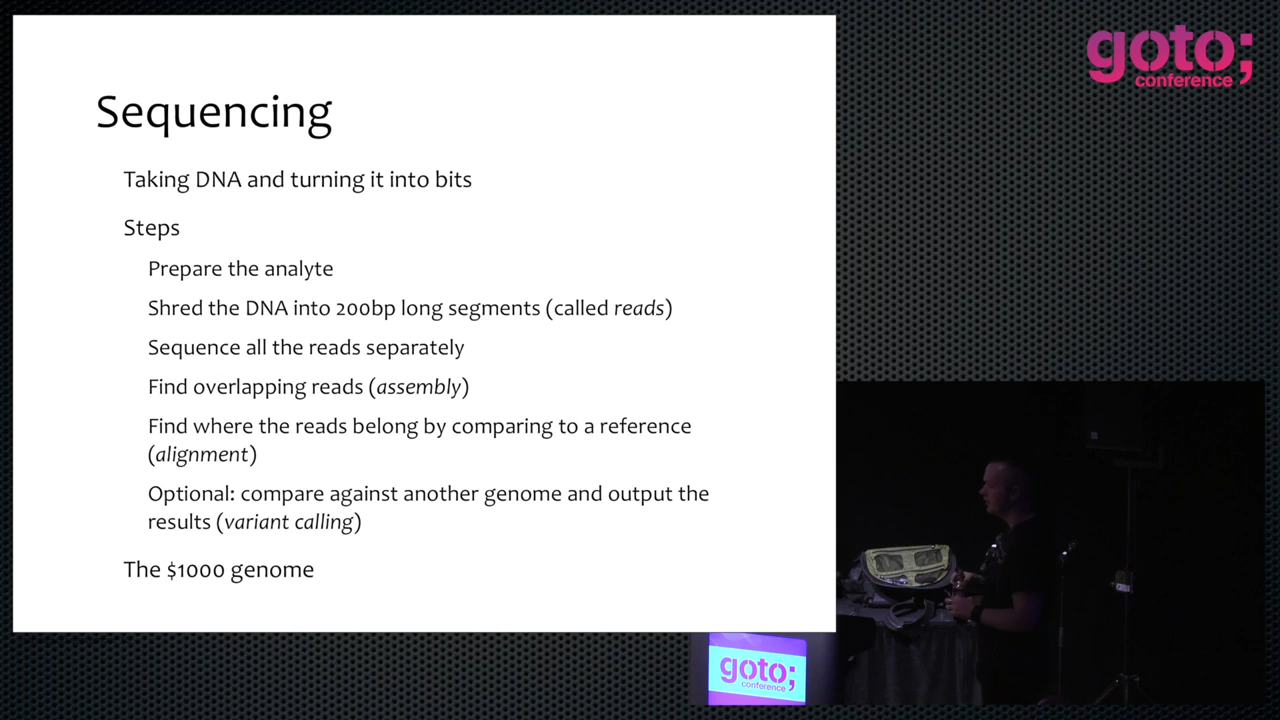 goto;
conference
Sequencing
Taking DNA and turning it into bits
Steps
Prepare the analyte
Shred the DNA into 200bp long segments (called reads)
Sequence all the reads separately
Find overlapping reads (assembly)
Find where the reads belong by comparing to a reference
(alignment)
Optional: compare against another genome and output the
results (variant calling)
The $1000 genome
goto;
conference